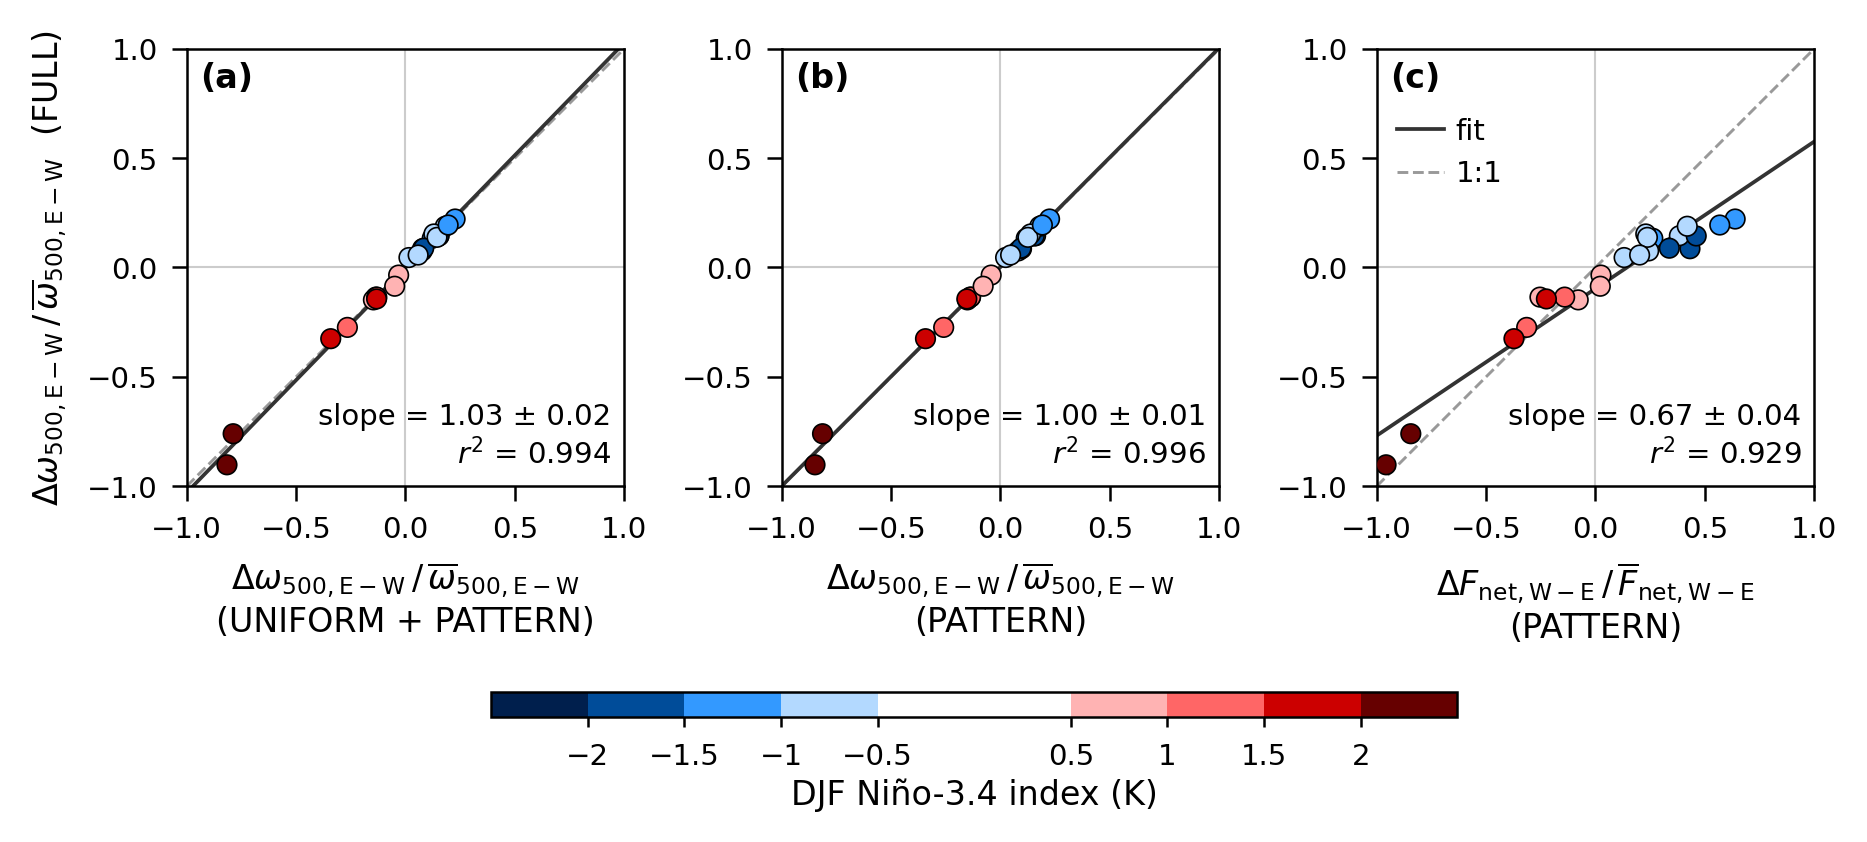 Δω500,E−W / ω̅500,E−W (FULL)
(a)
1.0
0.5
0.0
−0.5
−1.0
slope = 1.03 ± 0.02
r² = 0.994
−1.0 −0.5 0.0 0.5 1.0
Δω500,E−W / ω̅500,E−W
(UNIFORM + PATTERN)
(b)
1.0
0.5
0.0
−0.5
−1.0
slope = 1.00 ± 0.01
r² = 0.996
−1.0 −0.5 0.0 0.5 1.0
Δω500,E−W / ω̅500,E−W
(PATTERN)
(c)
fit
1:1
1.0
0.5
0.0
−0.5
−1.0
slope = 0.67 ± 0.04
r² = 0.929
−1.0 −0.5 0.0 0.5 1.0
ΔFnet,W−E / F̅net,W−E
(PATTERN)
−2 −1.5 −1 −0.5 0.5 1 1.5 2
DJF Niño-3.4 index (K)